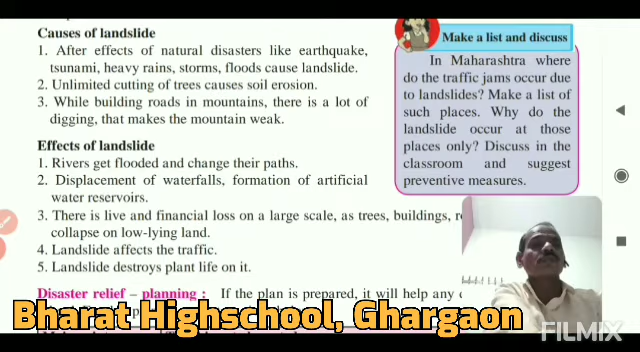 Causes of landslide
1. After effects of natural disasters like earthquake,
tsunami, heavy rains, storms, floods cause landslide.
2. Unlimited cutting of trees causes soil erosion.
3. While building roads in mountains, there is a lot of
digging, that makes the mountain weak.
Make a list and discuss
In Maharashtra where
do the traffic jams occur due
to landslides? Make a list of
such places. Why do the
landslide occur at those
places only? Discuss in the
classroom and suggest
preventive measures.
Effects of landslide
1. Rivers get flooded and change their paths.
2. Displacement of waterfalls, formation of artificial
water reservoirs.
3. There is live and financial loss on a large scale, as trees, buildings,
collapse on low-lying land.
4. Landslide affects the traffic.
5. Landslide destroys plant life on it.
Disaster relief – planning : If the plan is prepared, it will help any
Bharat Highschool, Ghargaon
FILMIX